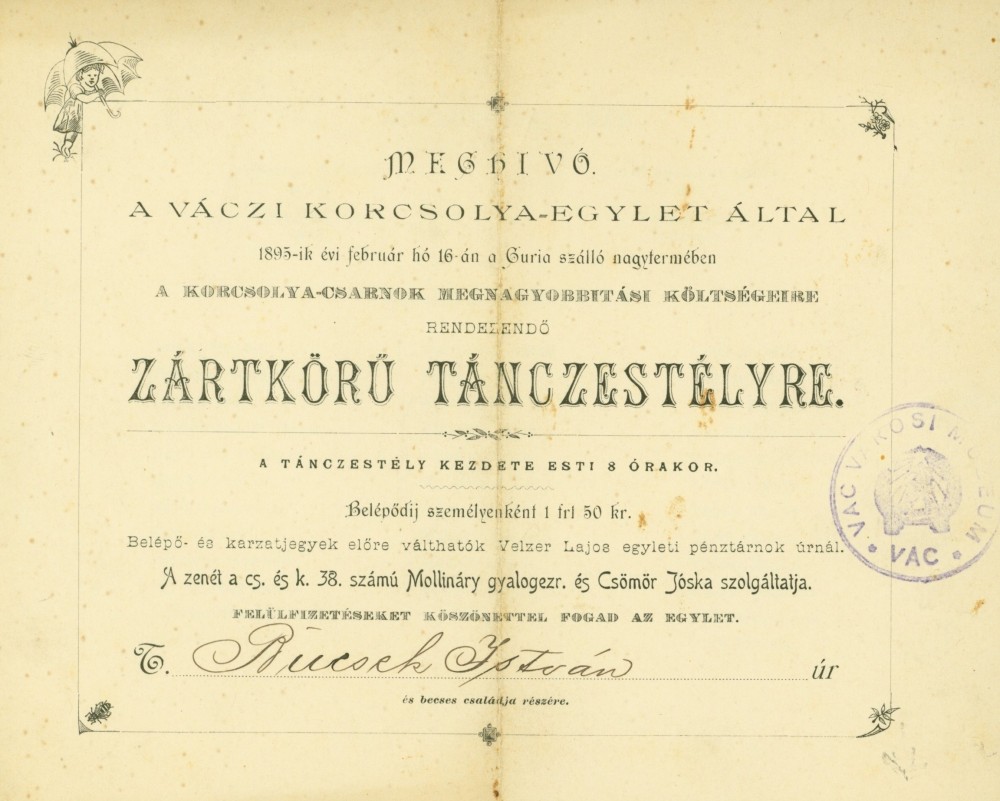 MEGHIVÓ.
A VÁCZI KORCSOLYA-EGYLET ÁLTAL
1895-ik évi február hó 16-án a Curia szálló nagytermében
A KORCSOLYA-CSARNOK MEGNAGYOBBITÁSI KÖLTSÉGEIRE
RENDEZENDŐ
ZÁRTKÖRŰ TÁNCZESTÉLYRE.
A TÁNCZESTÉLY KEZDETE ESTI 8 ÓRAKOR.
Belépődij személyenként 1 frt 50 kr.
Belépő- és karzatjegyek előre válthatók Velzer Lajos egyleti pénztárnok úrnál.
A zenét a cs. és k. 38. számú Mollináry gyalogezr. és Csömör Jóska szolgáltatja.
FELÜLFIZETÉSEKET KÖSZÖNETTEL FOGAD AZ EGYLET.
T. Bucsek István úr
és becses családja részére.
VÁC VÁROSI MÚZEUM
* VÁC *